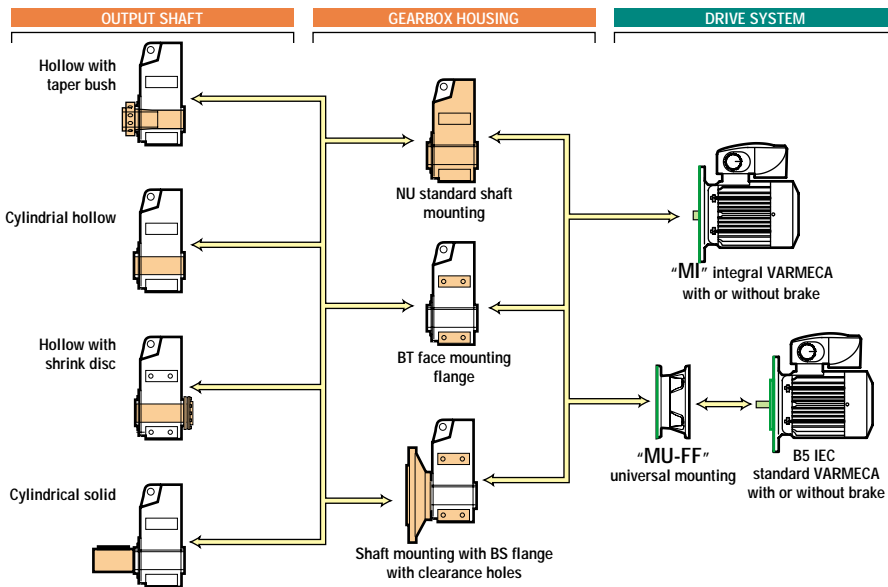 OUTPUT SHAFT
GEARBOX HOUSING
DRIVE SYSTEM
Hollow with
taper bush
Cylindrial hollow
Hollow with
shrink disc
Cylindrical solid
NU standard shaft
mounting
BT face mounting
flange
Shaft mounting with BS flange
with clearance holes
"MI" integral VARMECA
with or without brake
"MU-FF"
universal mounting
B5 IEC
standard VARMECA
with or without brake